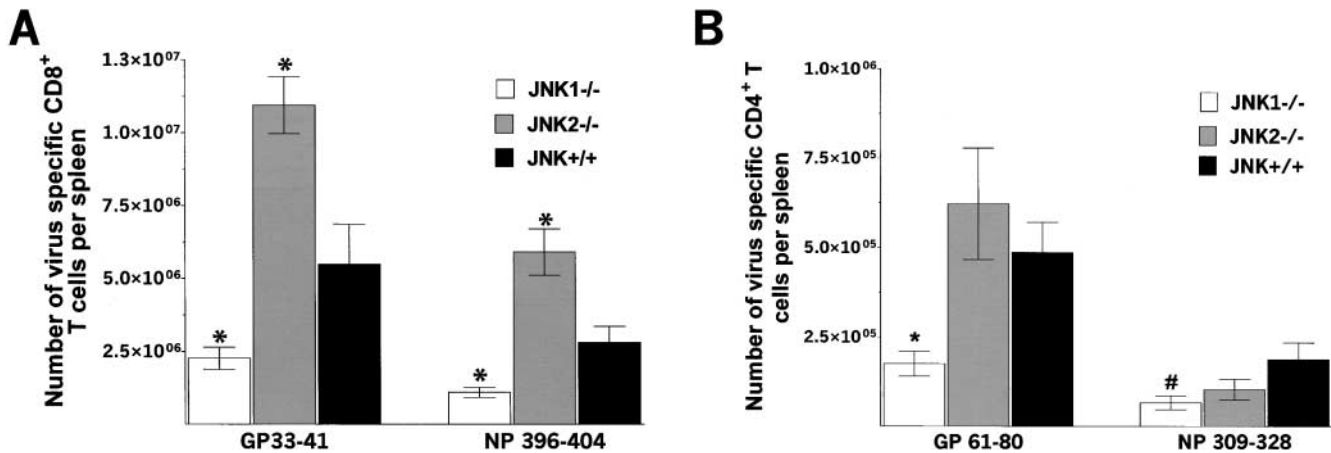 A
Number of virus specific CD8+
T cells per spleen
1.3×10^07
1.0×10^07
7.5×10^06
5.0×10^06
2.5×10^06
*
*
*
*
JNK1-/-
JNK2-/-
JNK+/+
GP33-41
NP 396-404
B
Number of virus specific CD4+ T
cells per spleen
1.0×10^06
7.5×10^05
5.0×10^05
2.5×10^05
*
#
JNK1-/-
JNK2-/-
JNK+/+
GP 61-80
NP 309-328